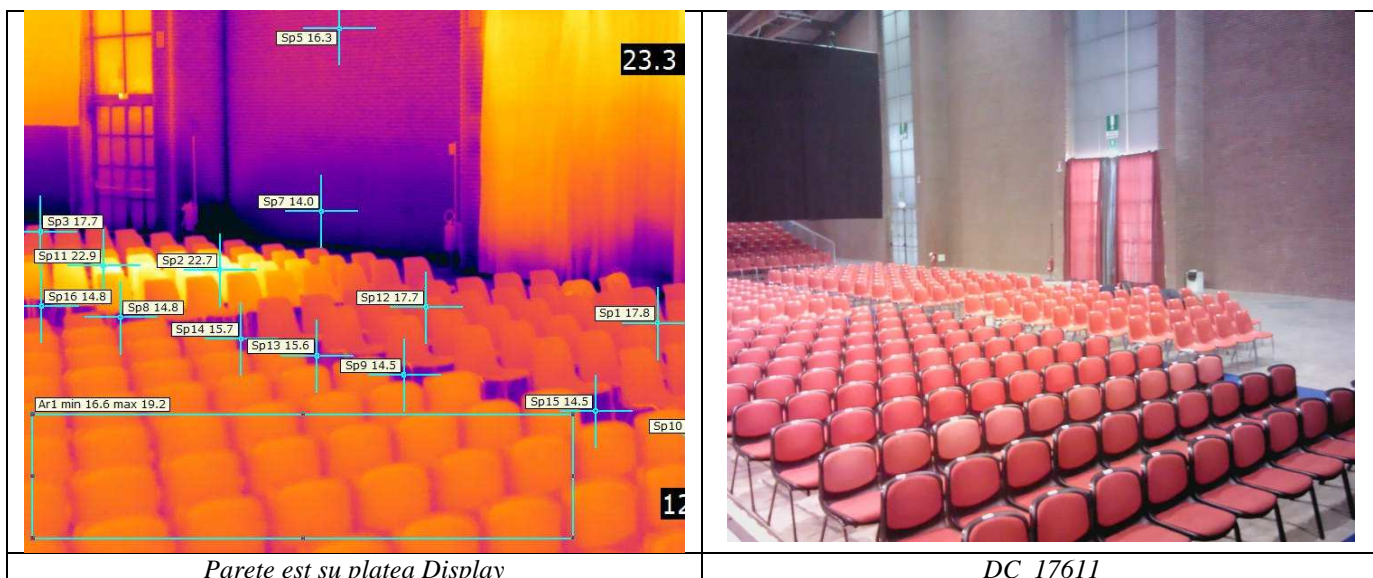 Sp5 16.3
23.3
Sp7 14.0
Sp3 17.7
Sp11 22.9
Sp2 22.7
Sp16 14.8
Sp8 14.8
Sp12 17.7
Sp1 17.8
Sp14 15.7
Sp13 15.6
Sp9 14.5
Ar1 min 16.6 max 19.2
Sp15 14.5
Sp10
12
Parete est su platea Display
DC_17611